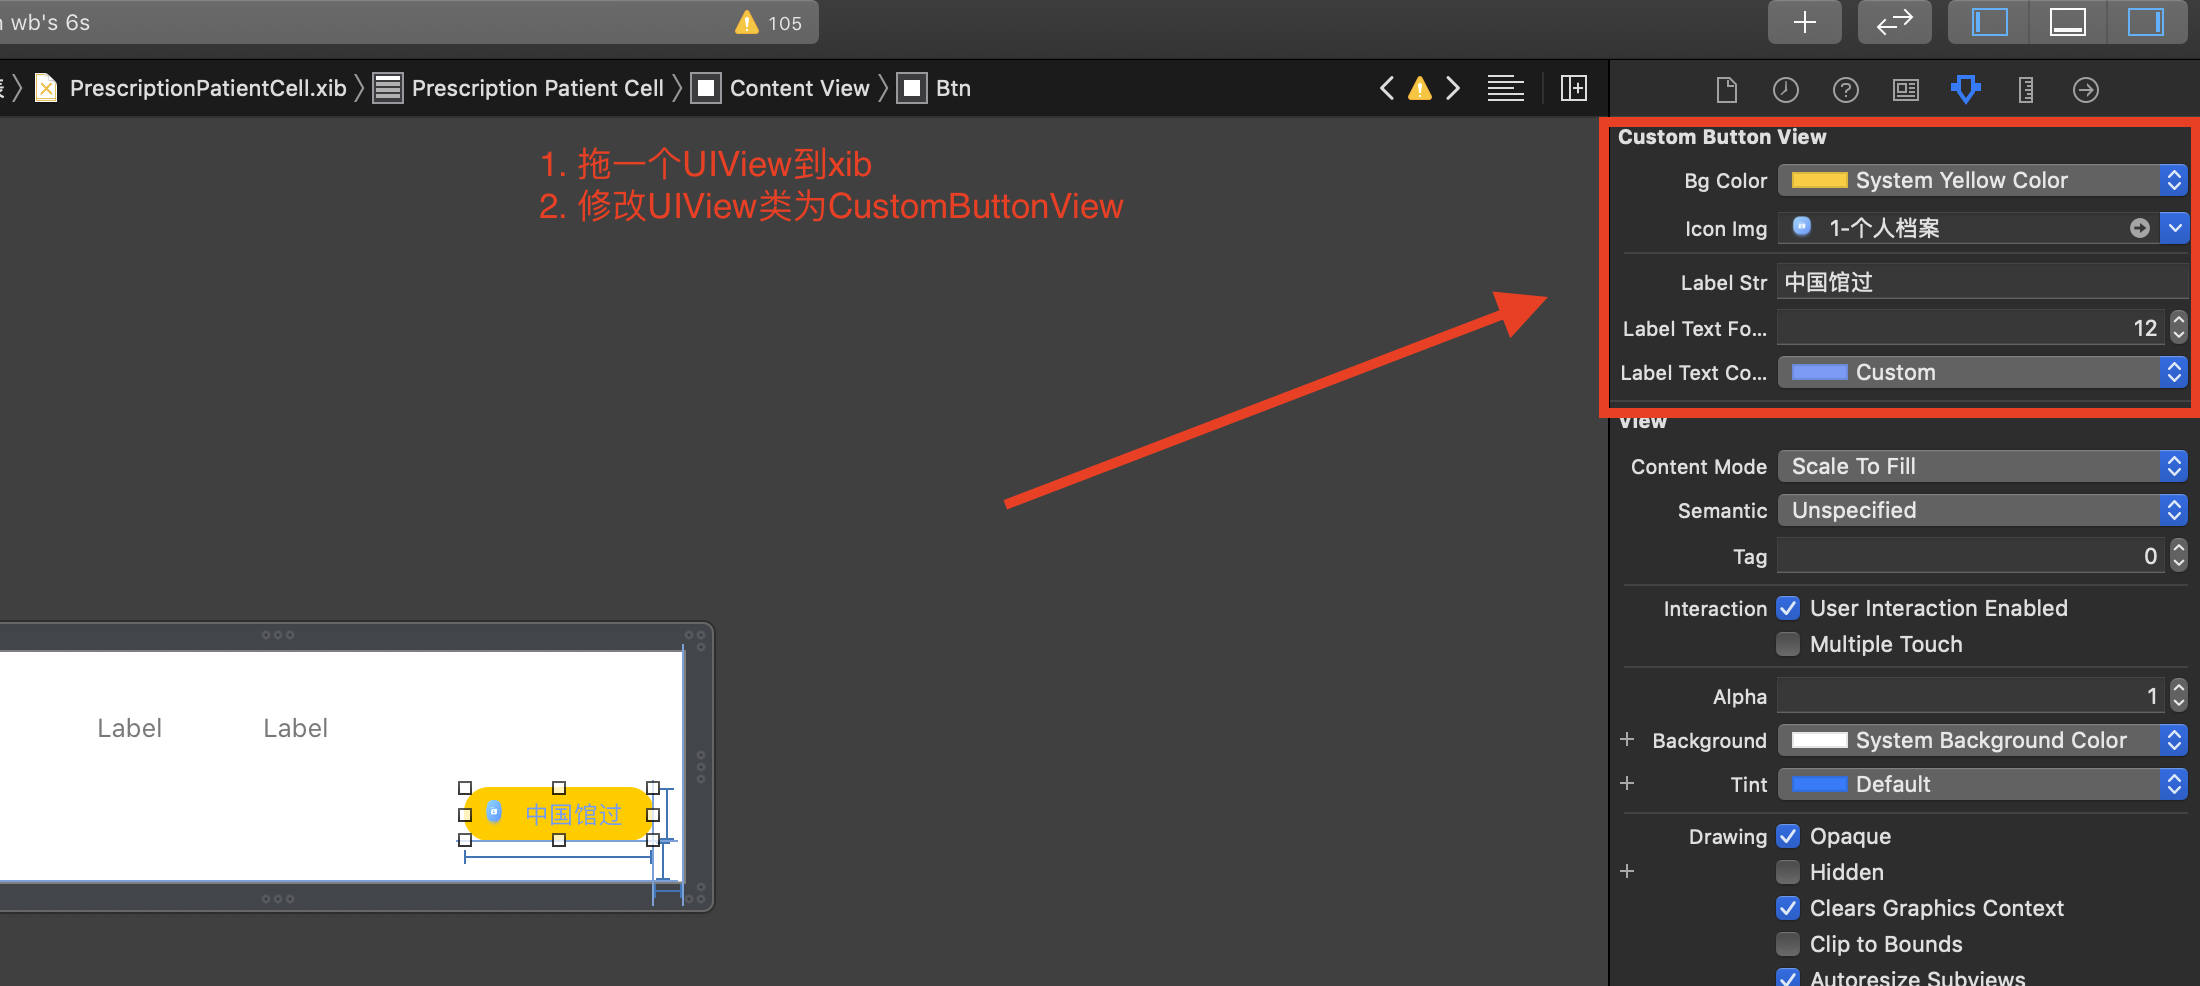 wb's 6s
105
PrescriptionPatientCell.xib
Prescription Patient Cell
Content View
Btn
1. 拖一个UIView到xib
2. 修改UIView类为CustomButtonView
Custom Button View
Bg Color System Yellow Color
Icon Img 1-个人档案
Label Str 中国馆过
Label Text Fo... 12
Label Text Co... Custom
View
Content Mode Scale To Fill
Semantic Unspecified
Tag 0
Interaction User Interaction Enabled
Multiple Touch
Alpha 1
Background System Background Color
Tint Default
Drawing Opaque
Hidden
Clears Graphics Context
Clip to Bounds
Autoresize Subviews
Label Label
中国馆过